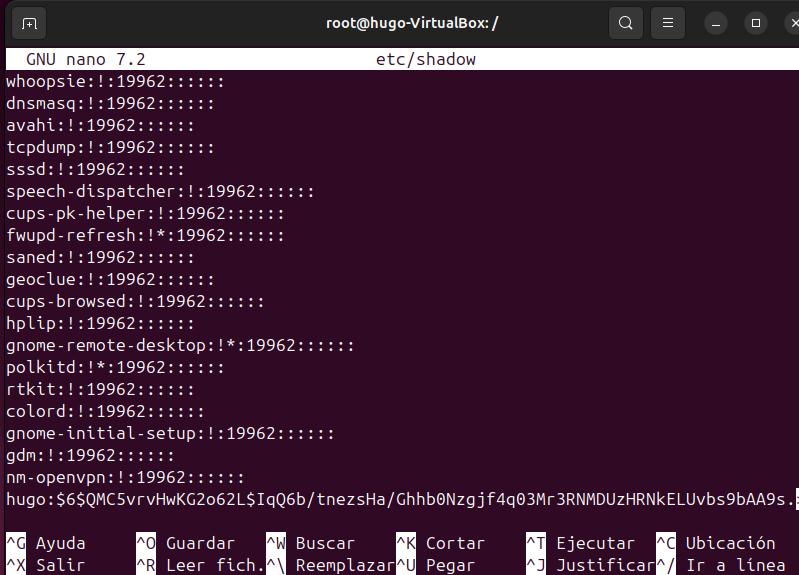 root@hugo-VirtualBox: /
GNU nano 7.2 etc/shadow
whoopsie:!:19962::::::
dnsmasq:!:19962::::::
avahi:!:19962::::::
tcpdump:!:19962::::::
sssd:!:19962::::::
speech-dispatcher:!:19962::::::
cups-pk-helper:!:19962::::::
fwupd-refresh:!*:19962::::::
saned:!:19962::::::
geoclue:!:19962::::::
cups-browsed:!:19962::::::
hplip:!:19962::::::
gnome-remote-desktop:!*:19962::::::
polkitd:!*:19962::::::
rtkit:!:19962::::::
colord:!:19962::::::
gnome-initial-setup:!:19962::::::
gdm:!:19962::::::
nm-openvpn:!:19962::::::
hugo:$6$QMC5vrvHwKG2o62L$IqQ6b/tnezsHa/Ghhb0Nzgjf4q03Mr3RNMDUzHRNkELUvbs9bAA9s.>
^G Ayuda ^O Guardar ^W Buscar ^K Cortar ^T Ejecutar ^C Ubicación
^X Salir ^R Leer fich. ^\ Reemplazar ^U Pegar ^J Justificar ^/ Ir a línea